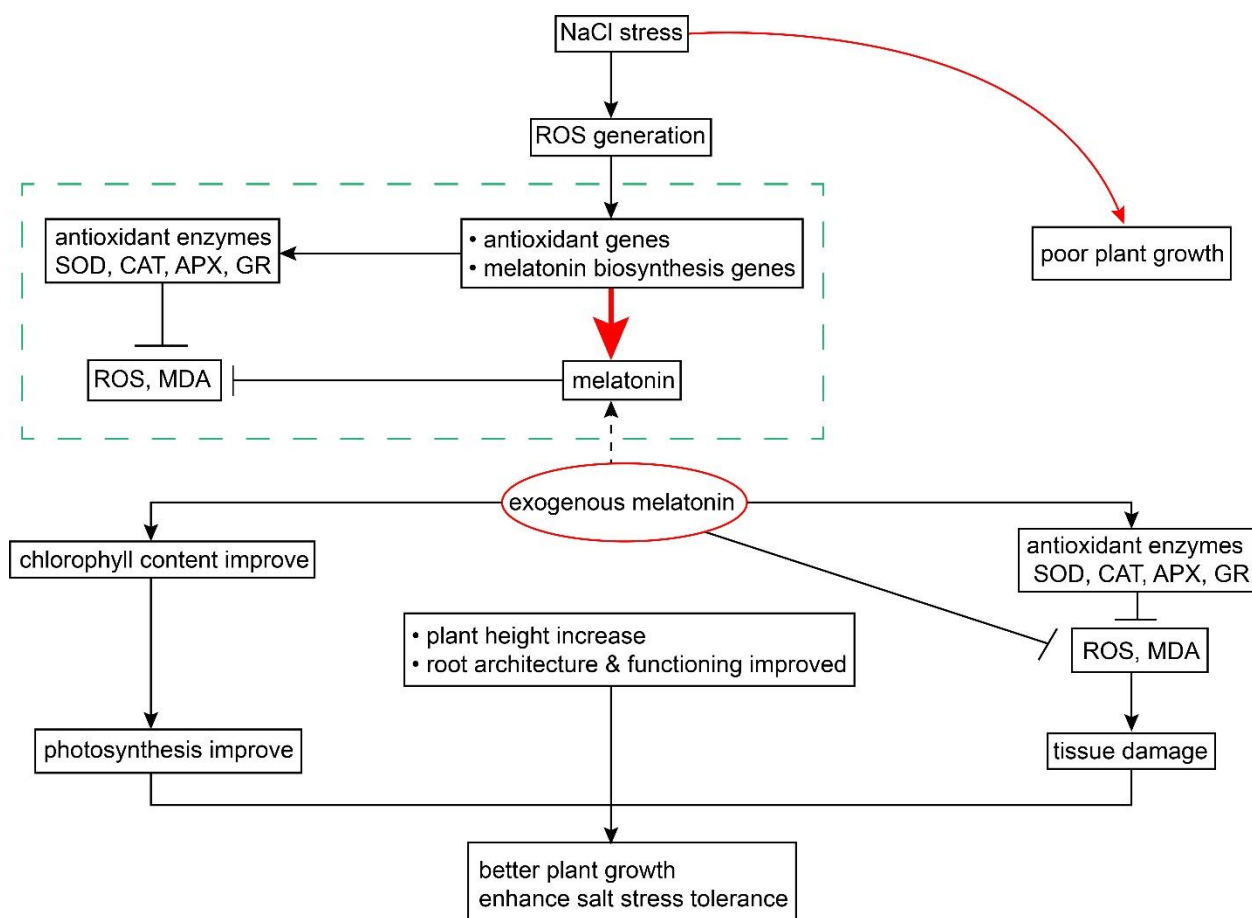 NaCl stress
ROS generation
antioxidant enzymes
SOD, CAT, APX, GR
• antioxidant genes
• melatonin biosynthesis genes
poor plant growth
ROS, MDA
melatonin
exogenous melatonin
chlorophyll content improve
antioxidant enzymes
SOD, CAT, APX, GR
• plant height increase
• root architecture & functioning improved
ROS, MDA
photosynthesis improve
tissue damage
better plant growth
enhance salt stress tolerance